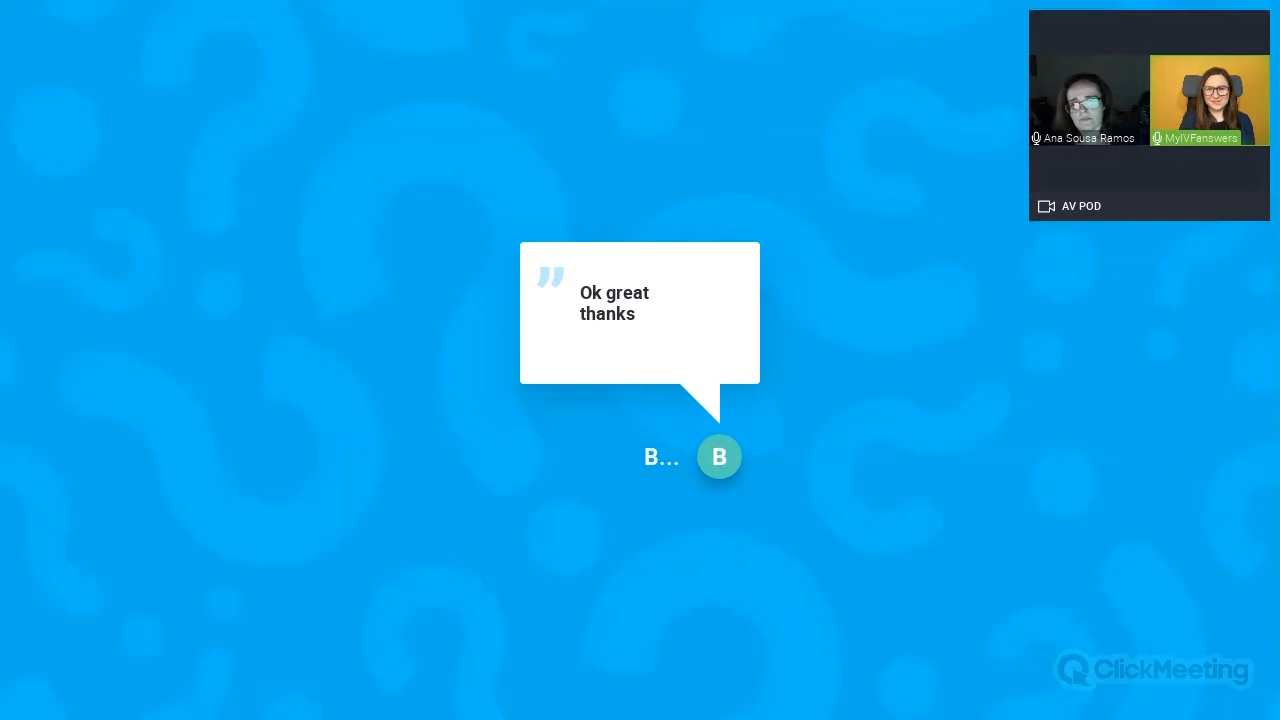 Ana Sousa Ramos
MyIVFanswers
AV POD
”
Ok great
thanks
B...
B
ClickMeeting